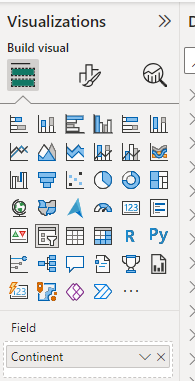 Visualizations
Build visual
123
R
Py
123
...
Field
Continent